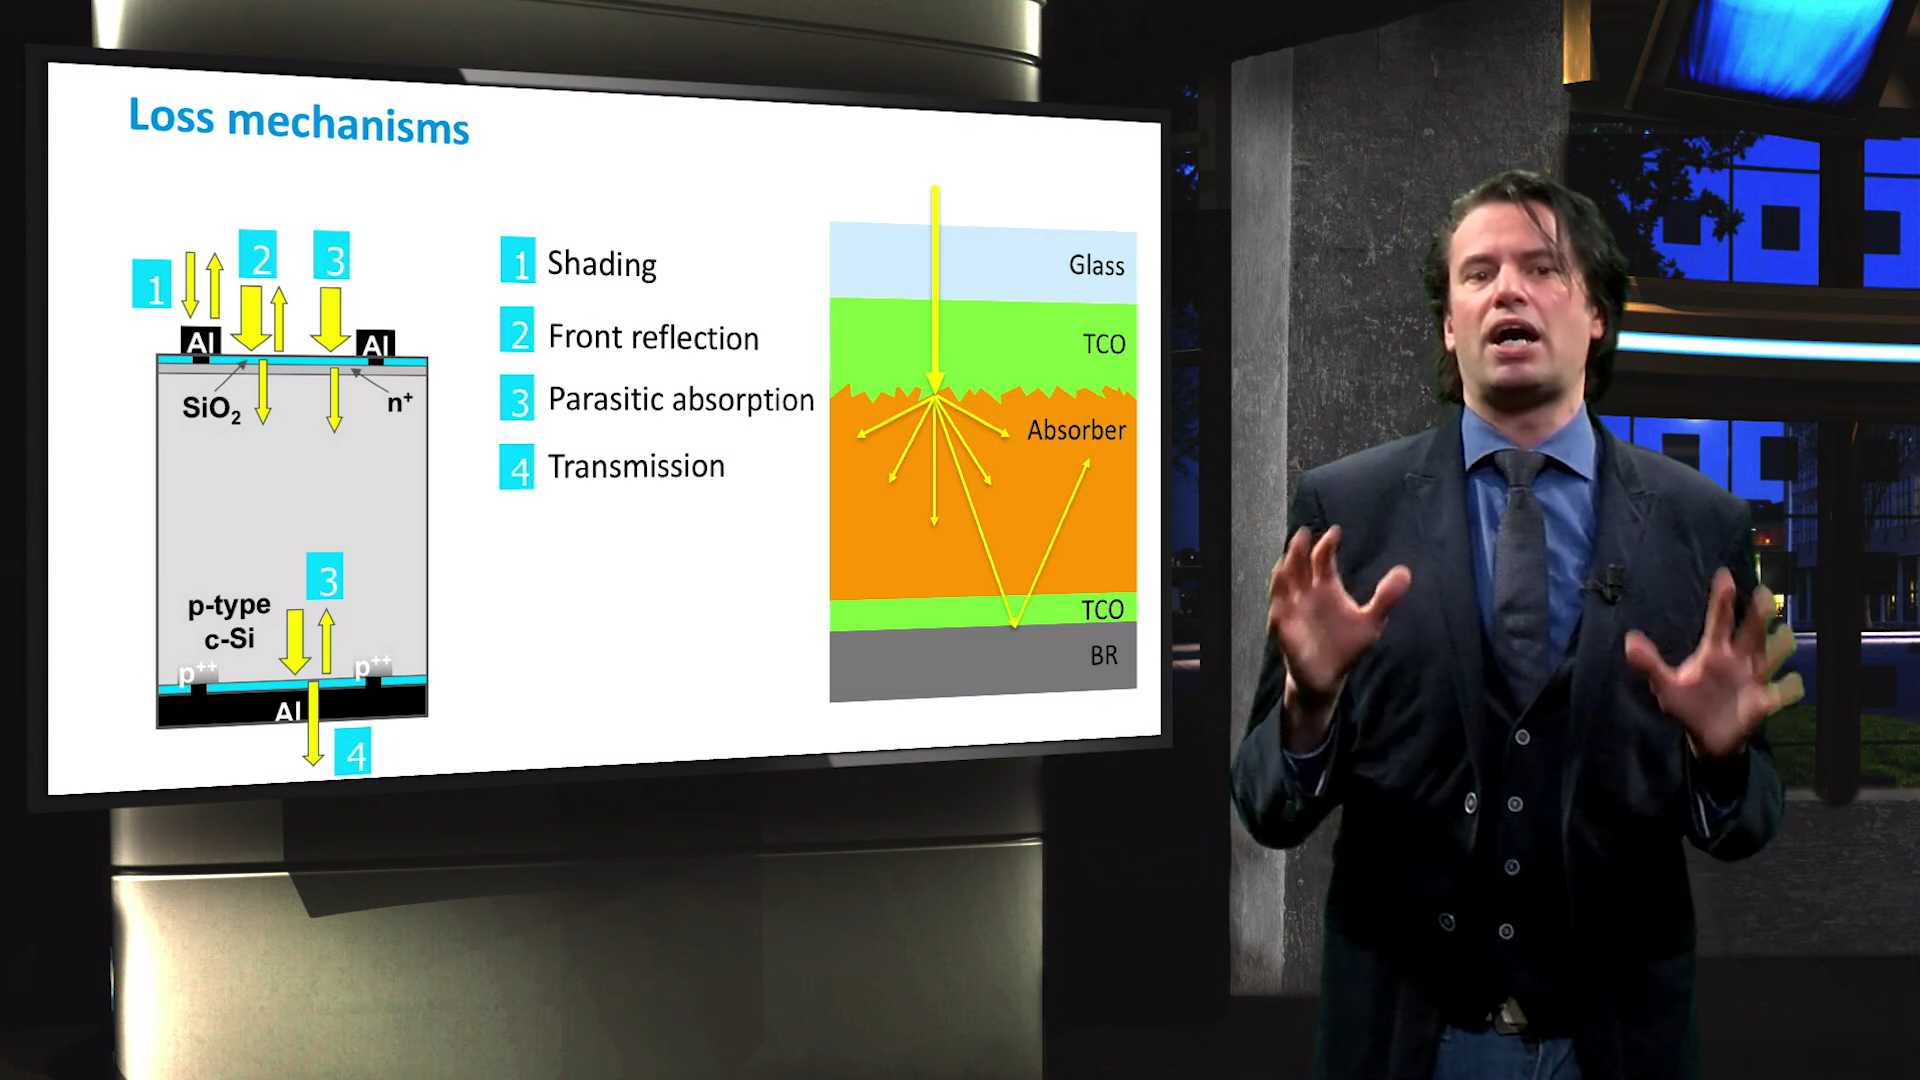 Loss mechanisms
1
2
3
Al
Al
SiO2
n+
3
p-type
c-Si
p++
p++
Al
4
1 Shading
2 Front reflection
3 Parasitic absorption
4 Transmission
Glass
TCO
Absorber
TCO
BR